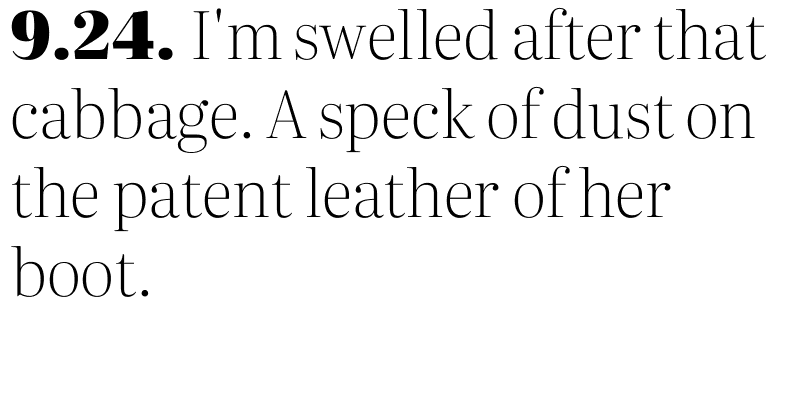 9.24. I'm swelled after that
cabbage. A speck of dust on
the patent leather of her
boot.